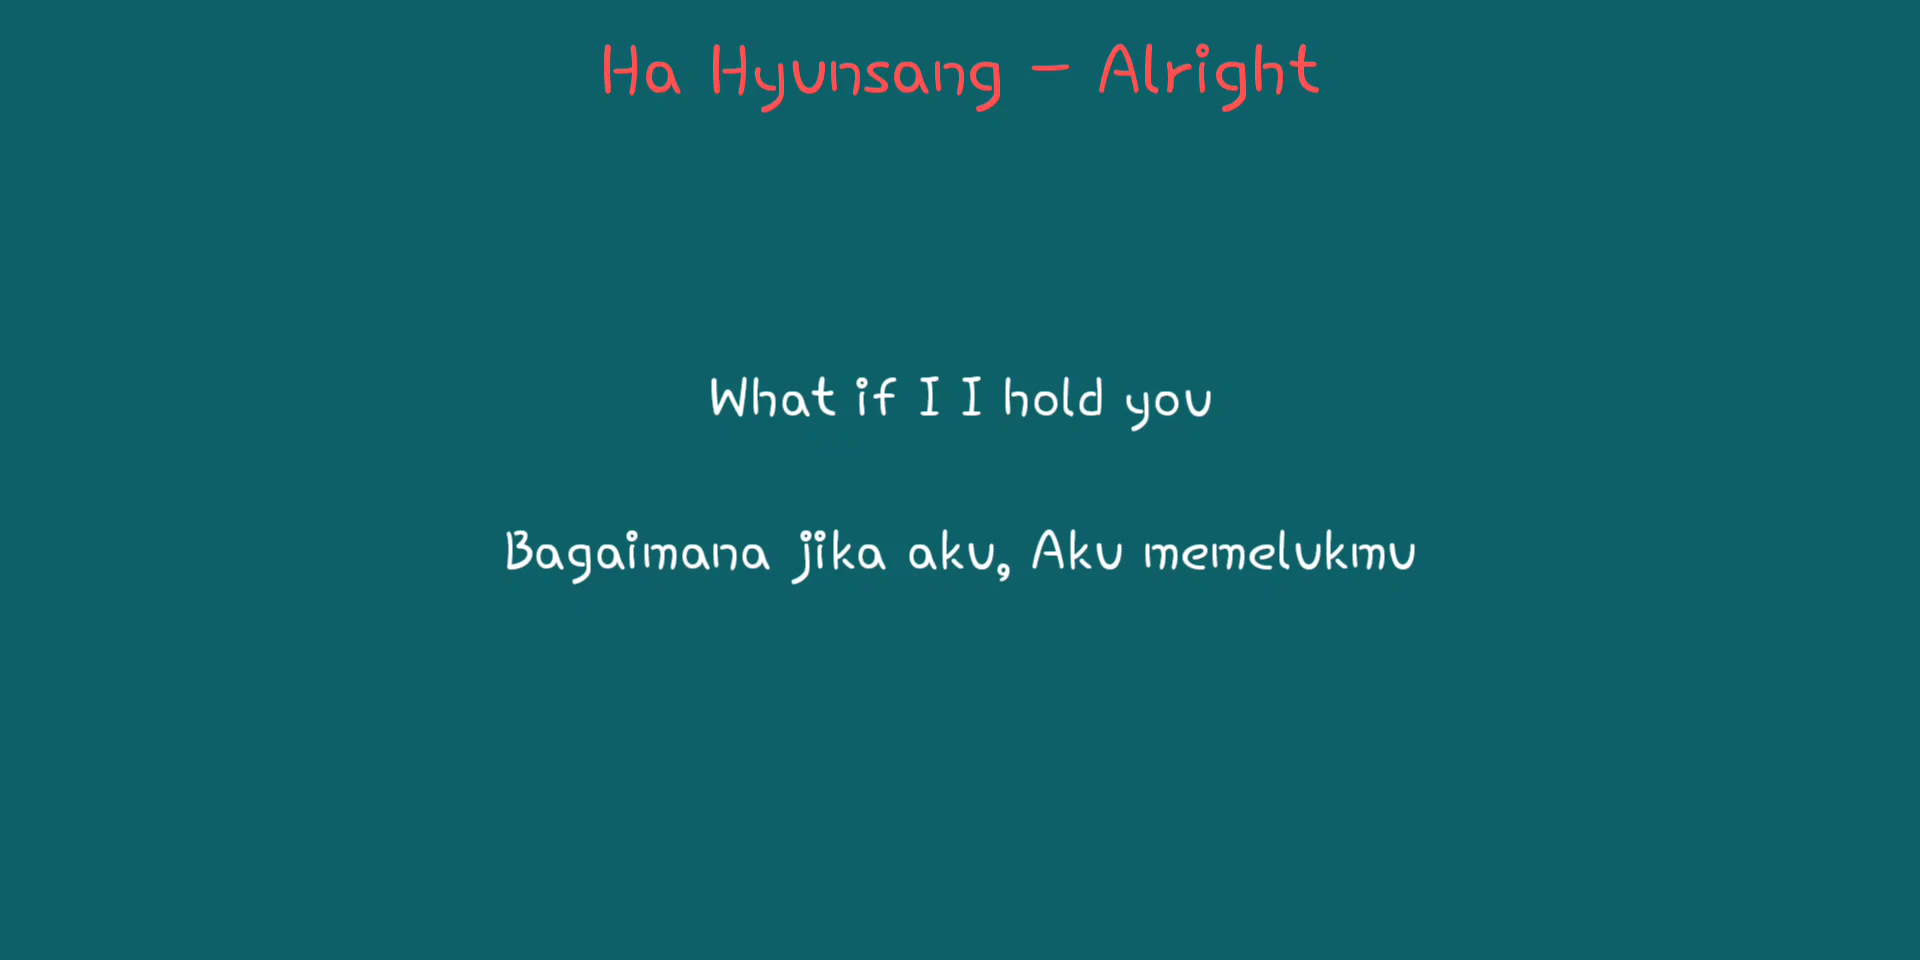 Ha Hyunsang - Alright
What if I I hold you
Bagaimana jika aku, Aku memelukmu